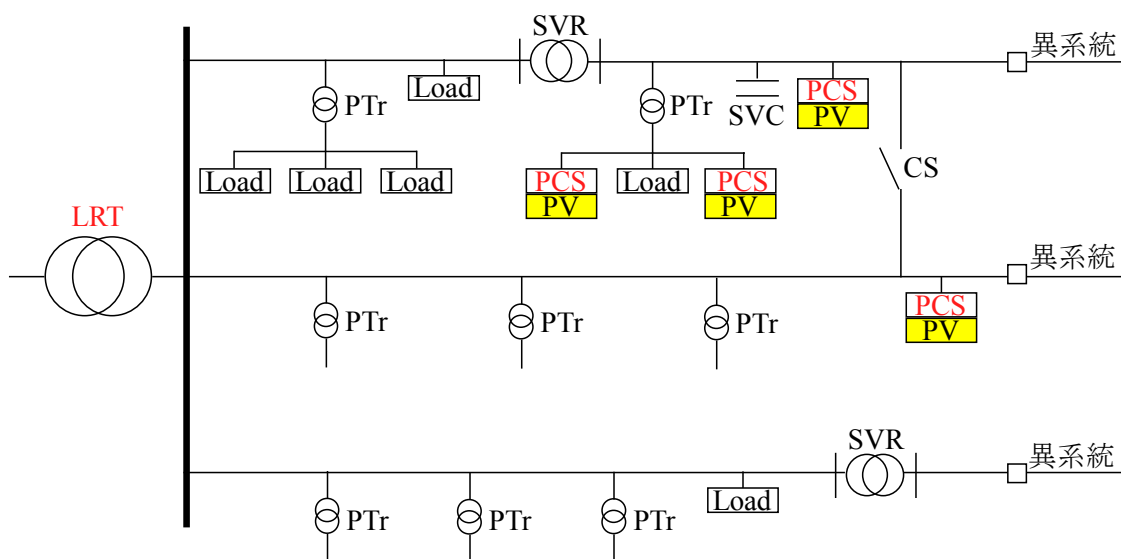 SVR
異系統
Load
PTr
PTr
SVC
PCS
PV
Load
Load
Load
PCS
PV
Load
PCS
PV
CS
LRT
異系統
PTr
PTr
PTr
PCS
PV
SVR
異系統
Load
PTr
PTr
PTr